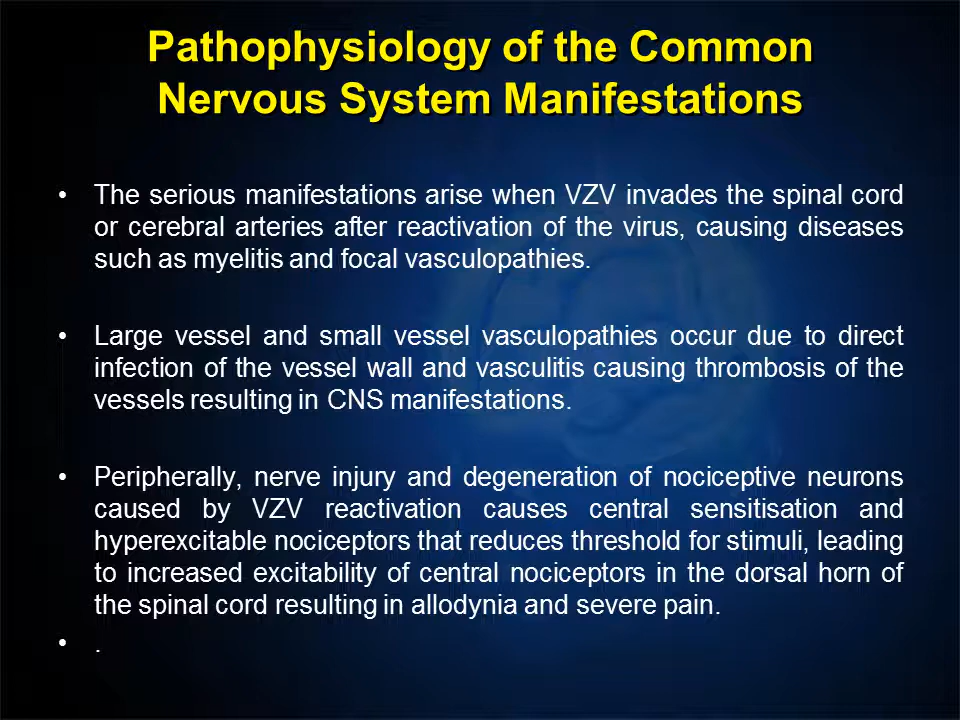 Pathophysiology of the Common
Nervous System Manifestations
• The serious manifestations arise when VZV invades the spinal cord
or cerebral arteries after reactivation of the virus, causing diseases
such as myelitis and focal vasculopathies.
• Large vessel and small vessel vasculopathies occur due to direct
infection of the vessel wall and vasculitis causing thrombosis of the
vessels resulting in CNS manifestations.
• Peripherally, nerve injury and degeneration of nociceptive neurons
caused by VZV reactivation causes central sensitisation and
hyperexcitable nociceptors that reduces threshold for stimuli, leading
to increased excitability of central nociceptors in the dorsal horn of
the spinal cord resulting in allodynia and severe pain.
• .